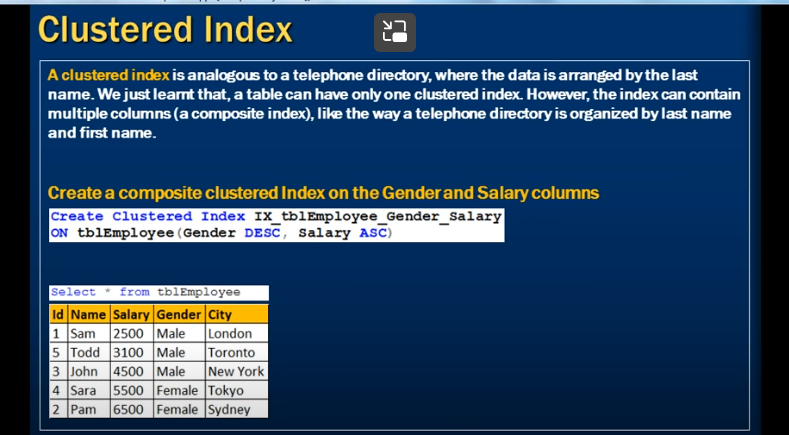 Clustered Index
A clustered index is analogous to a telephone directory, where the data is arranged by the last
name. We just learnt that, a table can have only one clustered index. However, the index can contain
multiple columns (a composite index), like the way a telephone directory is organized by last name
and first name.
Create a composite clustered Index on the Gender and Salary columns
Create Clustered Index IX_tblEmployee_Gender_Salary
ON tblEmployee(Gender DESC, Salary ASC)
Select * from tblEmployee
Id Name Salary Gender City
1 Sam 2500 Male London
5 Todd 3100 Male Toronto
3 John 4500 Male New York
4 Sara 5500 Female Tokyo
2 Pam 6500 Female Sydney